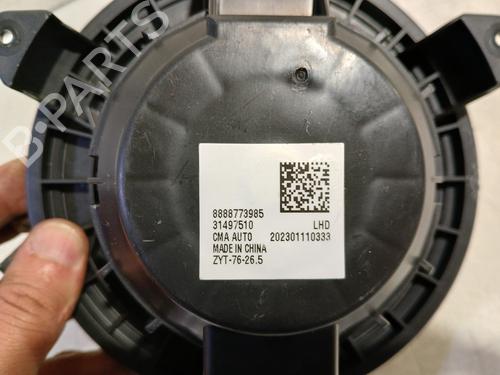 B-PARTS
8888773985
31497510 LHD
CMA AUTO 202301110333
MADE IN CHINA
ZYT-76-26.5